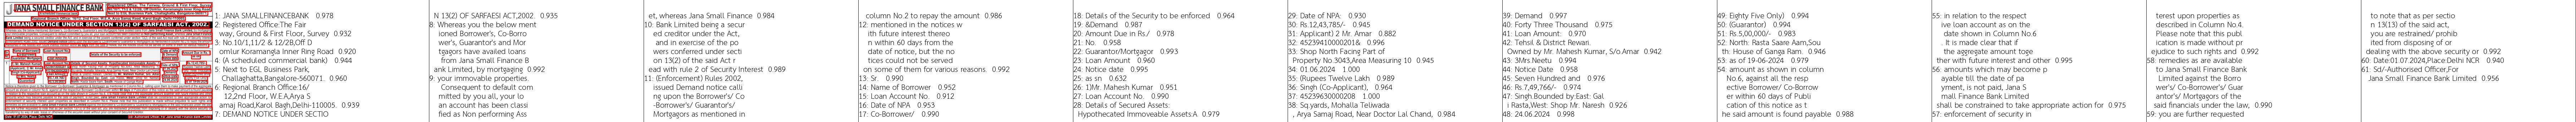 JANA SMALL FINANCE BANK
DEMAND NOTICE UNDER SECTION 13(2) OF SARFAESI ACT, 2002.
1: JANA SMALLFINANCEBANK 0.978
2: Registered Office:The Fair
way, Ground & First Floor, Survey 0.932
3: No.10/1,11/2 & 12/2B,Off D
omlur Koramangla Inner Ring Road 0.920
4: (A scheduled commercial bank) 0.944
5: Next to EGL Business Park,
Challaghatta,Bangalore-560071. 0.960
6: Regional Branch Office:16/
12,2nd Floor, W.E.A,Arya S
amaj Road,Karol Bagh,Delhi-110005. 0.939
7: DEMAND NOTICE UNDER SECTIO
N 13(2) OF SARFAESI ACT,2002. 0.935
8: Whereas you the below ment
ioned Borrower's, Co-Borro
wer's, Guarantor's and Mor
tgagors have availed loans
from Jana Small Finance B
ank Limited, by mortgaging 0.992
9: your immovable properties.
Consequent to default com
mitted by you all, your lo
an account has been classi
fied as Non performing Ass
et, whereas Jana Small Finance 0.984
10: Bank Limited being a secur
ed creditor under the Act,
and in exercise of the po
wers conferred under secti
on 13(2) of the said Act r
ead with rule 2 of Security Interest 0.989
11: (Enforcement) Rules 2002,
issued Demand notice calli
ng upon the Borrower's/ Co
-Borrower's/ Guarantor's/
Mortgagors as mentioned in
column No.2 to repay the amount 0.986
12: mentioned in the notices w
ith future interest thereo
n within 60 days from the
date of notice, but the no
tices could not be served
on some of them for various reasons. 0.992
13: Sr. 0.990
14: Name of Borrower 0.952
15: Loan Account No. 0.912
16: Date of NPA 0.953
17: Co-Borrower/ 0.990
18: Details of the Security to be enforced 0.964
19: &Demand 0.987
20: Amount Due in Rs./ 0.978
21: No. 0.958
22: Guarantor/Mortgagor 0.993
23: Loan Amount 0.960
24: Notice date 0.995
25: as sn 0.632
26: 1)Mr. Mahesh Kumar 0.951
27: Loan Account No. 0.990
28: Details of Secured Assets:
Hypothecated Immoveable Assets:A 0.979
29: Date of NPA: 0.930
30: Rs.12,43,785/- 0.945
31: Applicant) 2 Mr. Amar 0.882
32: 45239410000201& 0.996
33: Shop North Facing Part of
Property No.3043,Area Measuring 10 0.945
34: 01.06.2024 1.000
35: (Rupees Twelve Lakh 0.989
36: Singh (Co-Applicant), 0.964
37: 45239630000208 1.000
38: Sq.yards, Mohalla Teliwada
, Arya Samaj Road, Near Doctor Lal Chand, 0.984
39: Demand 0.997
40: Forty Three Thousand 0.975
41: Loan Amount: 0.970
42: Tehsil & District Rewari.
Owned by Mr. Mahesh Kumar, S/o.Amar 0.942
43: 3Mrs Neetu 0.994
44: Notice Date 0.958
45: Seven Hundred and 0.976
46: Rs.7,49,766/- 0.974
47: Singh Bounded by: East: Gal
i Rasta,West: Shop Mr. Naresh 0.926
48: 24.06.2024 0.998
49: Eighty Five Only) 0.994
50: (Guarantor) 0.994
51: Rs.5,00,000/- 0.983
52: North: Rasta Saare Aam,Sou
th: House of Ganga Ram. 0.946
53: as of 19-06-2024 0.979
54: amount as shown in column
No.6, against all the resp
ective Borrower/ Co-Borrow
er within 60 days of Publi
cation of this notice as t
he said amount is found payable 0.988
55: in relation to the respect
ive loan account as on the
date shown in Column No.6
. It is made clear that if
the aggregate amount toge
ther with future interest and other 0.995
56: amounts which may become p
ayable till the date of pa
yment, is not paid, Jana S
mall Finance Bank Limited
shall be constrained to take appropriate action for 0.975
57: enforcement of security in
terest upon properties as
described in Column No.4.
Please note that this publ
ication is made without pr
ejudice to such rights and 0.992
58: remedies as are available
to Jana Small Finance Bank
Limited against the Borro
wer's/ Co-Borrower's/ Guar
antor's/ Mortgagors of the
said financials under the law, 0.990
59: you are further requested
to note that as per sectio
n 13(13) of the said act,
you are restrained/ prohib
ited from disposing of or
dealing with the above security or 0.992
60: Date:01.07.2024,Place:Delhi NCR 0.940
61: Sd/-Authorised Officer,For
Jana Small Finance Bank Limited 0.956